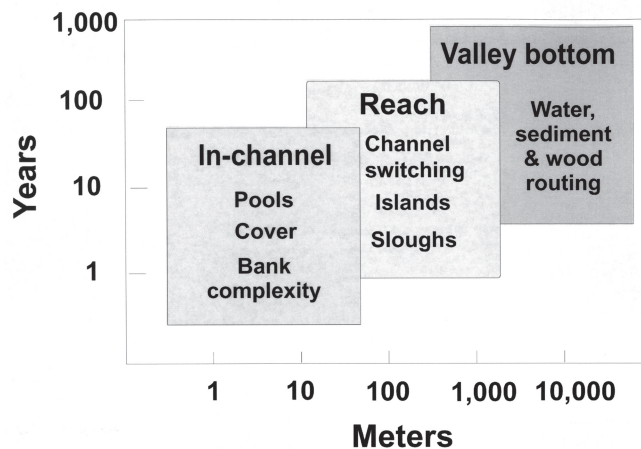 1,000
100
10
1
Years
Valley bottom
Water,
sediment
& wood
routing
Reach
Channel
switching
Islands
Sloughs
In-channel
Pools
Cover
Bank
complexity
1
10
100
1,000
10,000
Meters